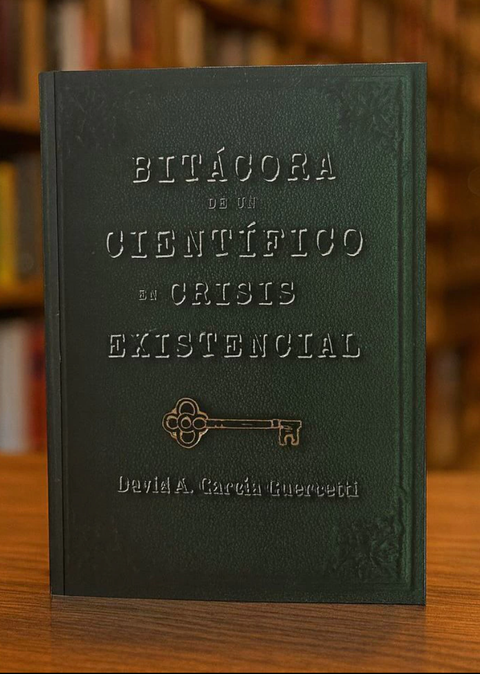 BITÁCORA
DE UN
CIENTÍFICO
EN CRISIS
EXISTENCIAL
David A. García Guercetti